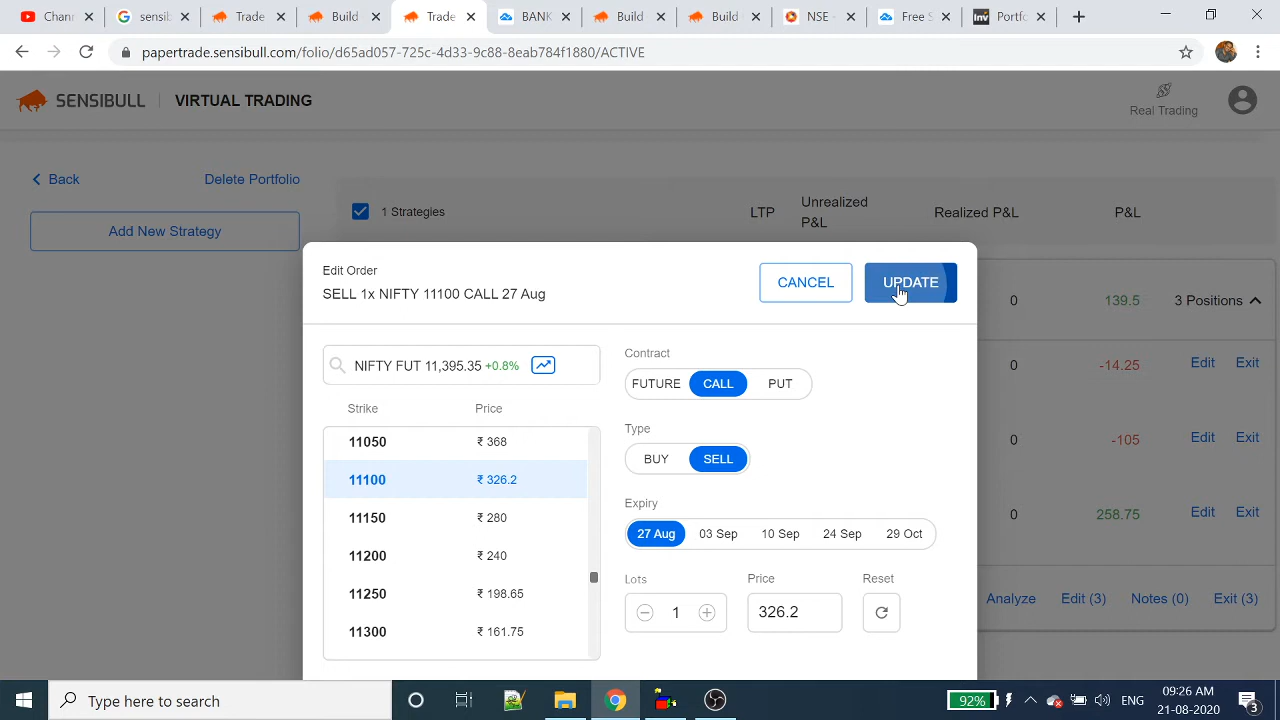 Chann
sensib
Trade
Build
Trade
BANK
Build
Build
NSE -
Free S
Inv
Portfo
papertrade.sensibull.com/folio/d65ad057-725c-4d33-9c88-8eab784f1880/ACTIVE
SENSIBULL
VIRTUAL TRADING
Real Trading
Back
Delete Portfolio
Add New Strategy
1 Strategies
LTP
Unrealized
P&L
Realized P&L
P&L
0
139.5
3 Positions
0
-14.25
Edit
Exit
0
-105
Edit
Exit
0
258.75
Edit
Exit
Analyze
Edit (3)
Notes (0)
Exit (3)
Edit Order
SELL 1x NIFTY 11100 CALL 27 Aug
CANCEL
UPDATE
NIFTY FUT 11,395.35 +0.8%
Strike
Price
11050
₹ 368
11100
₹ 326.2
11150
₹ 280
11200
₹ 240
11250
₹ 198.65
11300
₹ 161.75
Contract
FUTURE
CALL
PUT
Type
BUY
SELL
Expiry
27 Aug
03 Sep
10 Sep
24 Sep
29 Oct
Lots
Price
Reset
1
326.2
Type here to search
92%
ENG
09:26 AM
21-08-2020
3